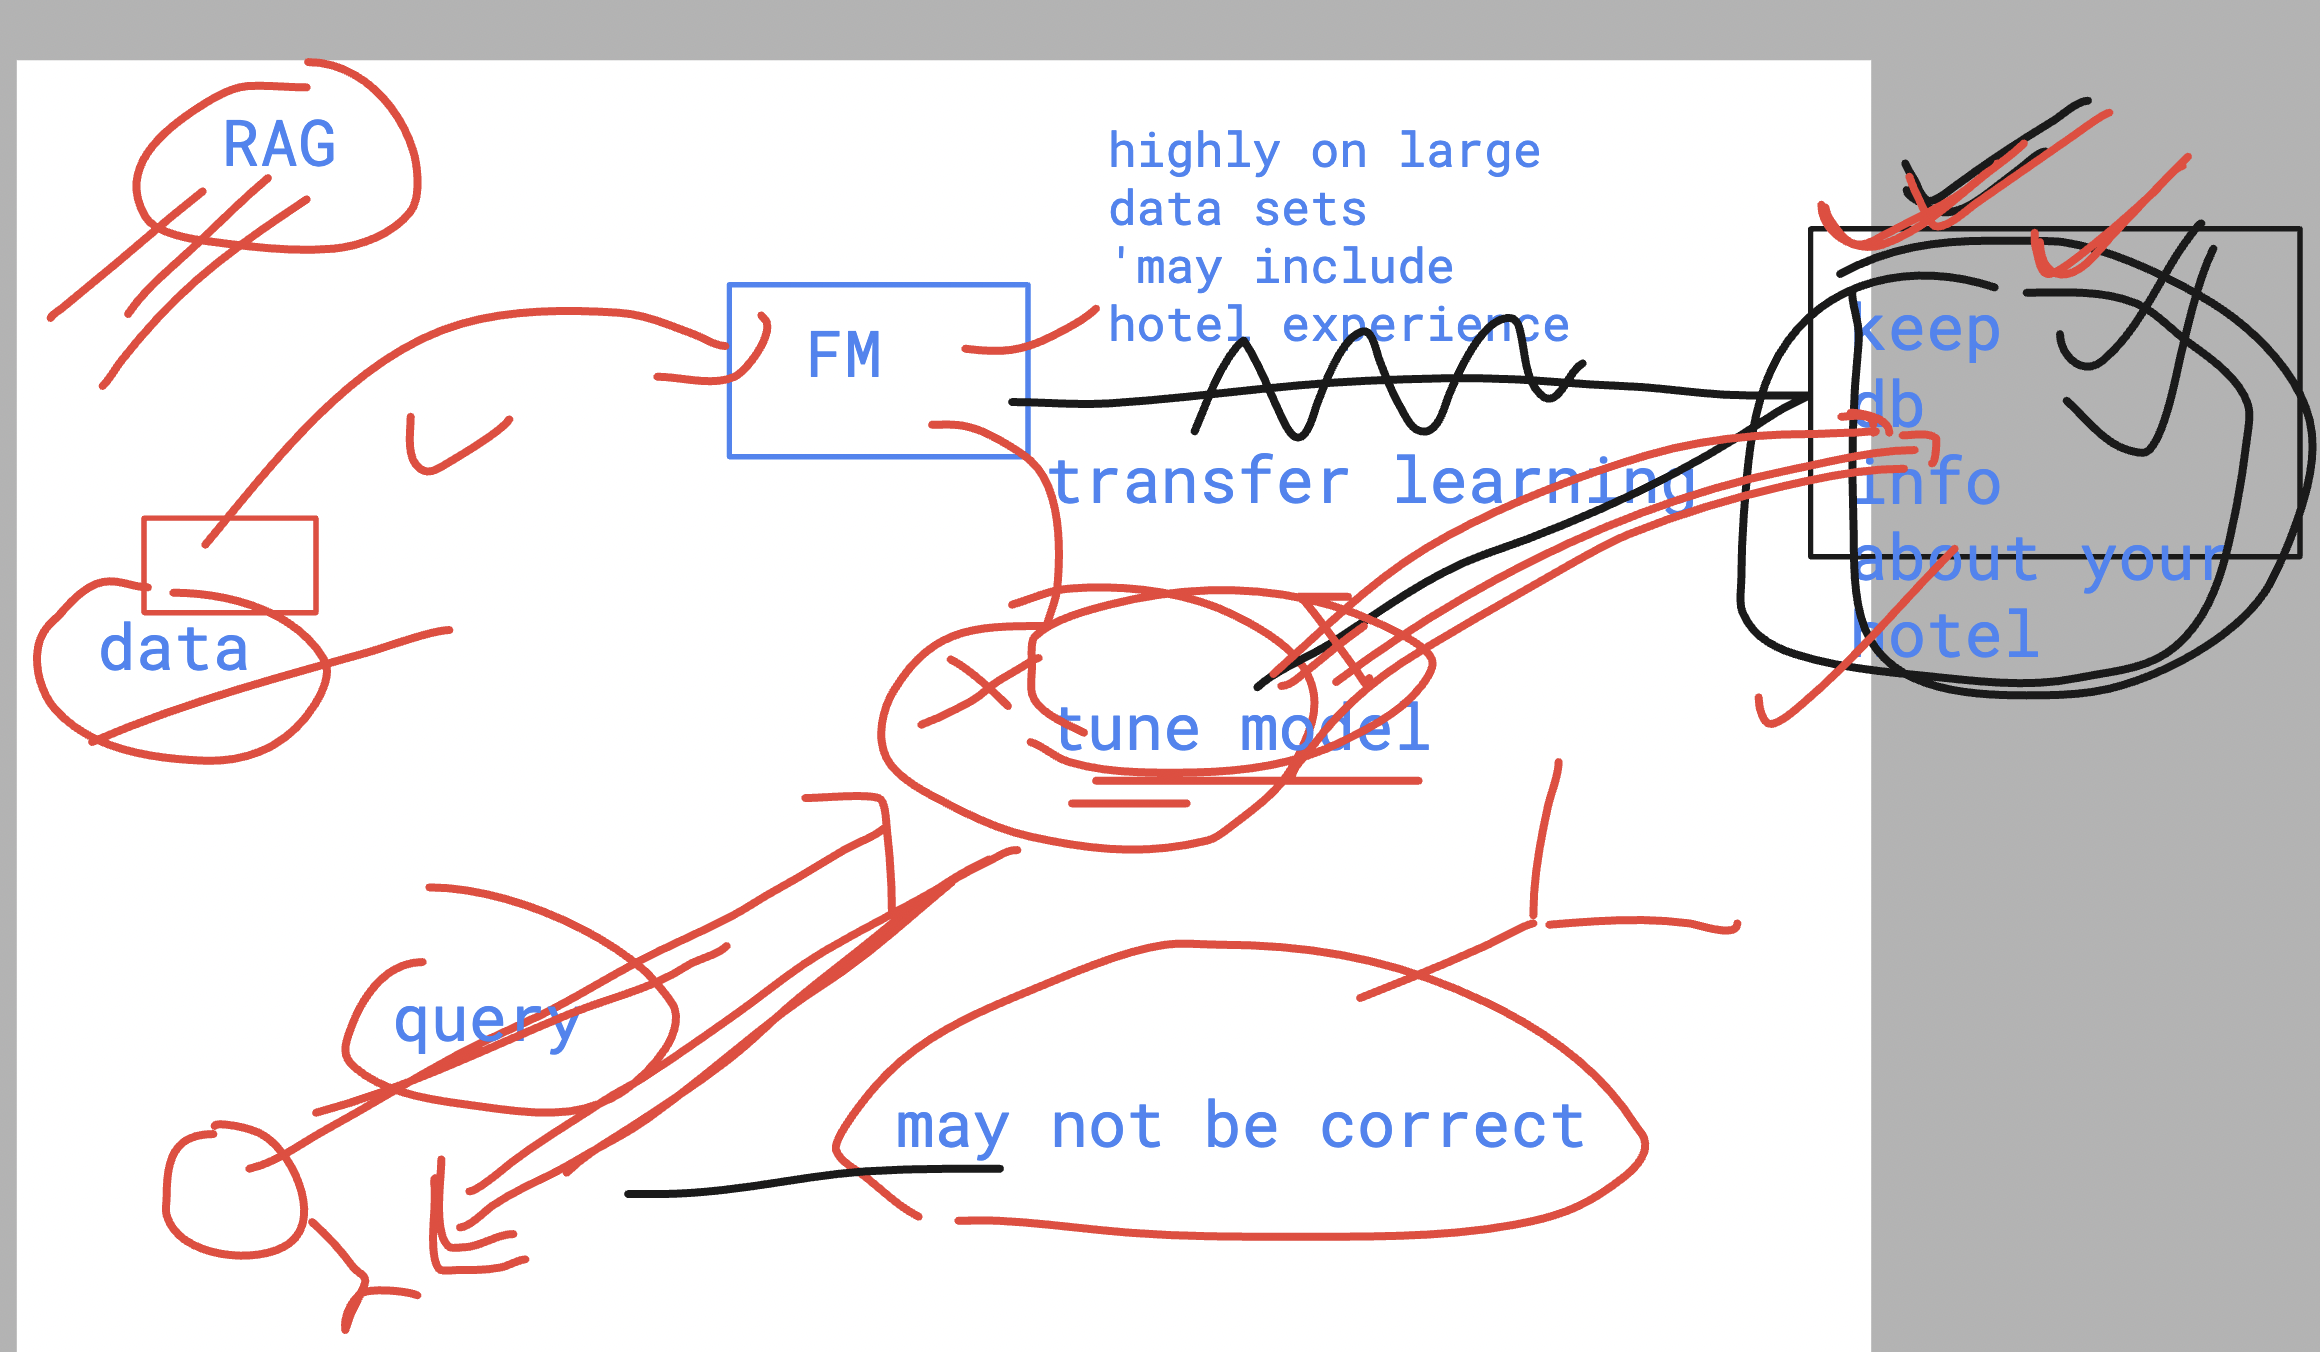 RAG
highly on large
data sets
'may include
hotel experience
FM
transfer learning
keep
db
info
about your
hotel
data
tune model
query
may not be correct